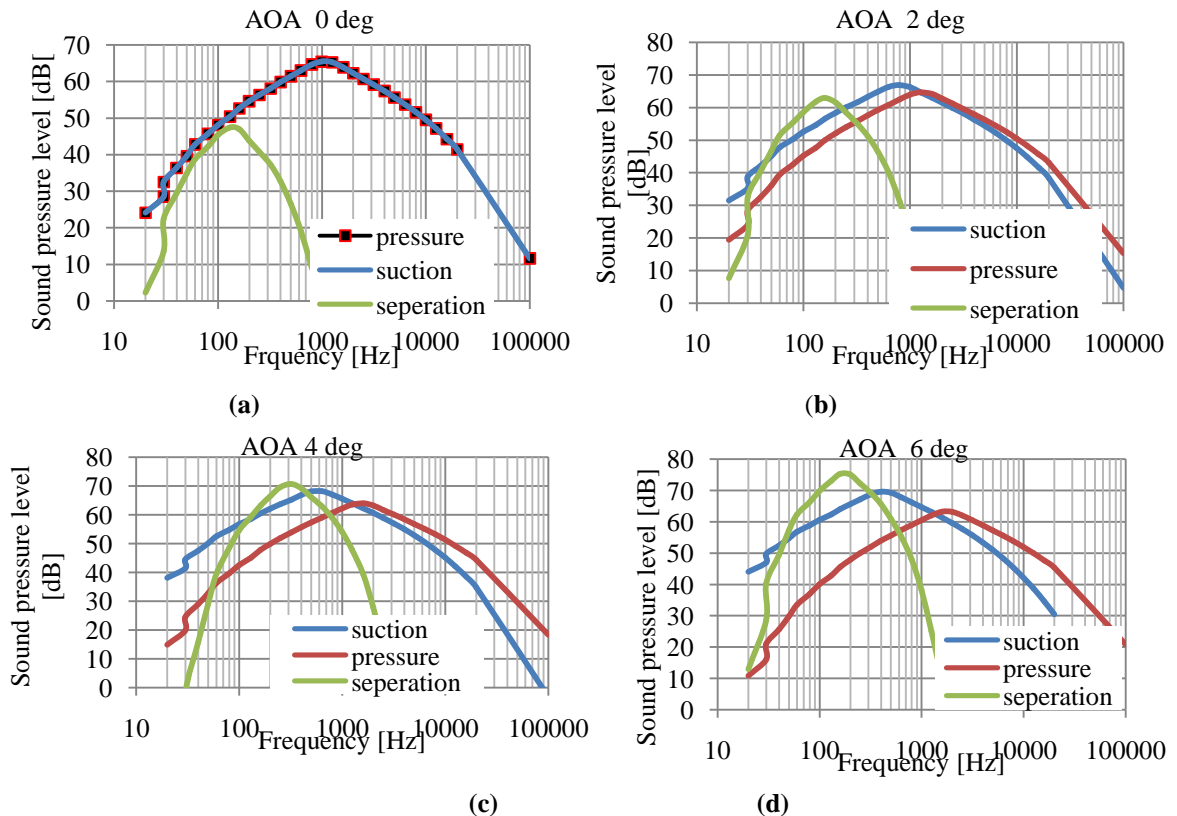 AOA 0 deg
Sound pressure level [dB[
70
60
50
40
30
20
10
0
pressure
suction
seperation
10 100 1000 10000 100000
Frquency [Hz]
(a)
AOA 2 deg
Sound pressure level
[dB]
80
70
60
50
40
30
20
10
0
suction
pressure
seperation
10 100 1000 10000 100000
Frquency [Hz]
(b)
AOA 4 deg
Sound pressure level
[dB]
80
70
60
50
40
30
20
10
0
suction
pressure
seperation
10 100 1000 10000 100000
Frequency [Hz]
(c)
AOA 6 deg
Sound pressure level [dB]
80
70
60
50
40
30
20
10
0
suction
pressure
seperation
10 100 1000 10000 100000
Frequency [Hz]
(d)